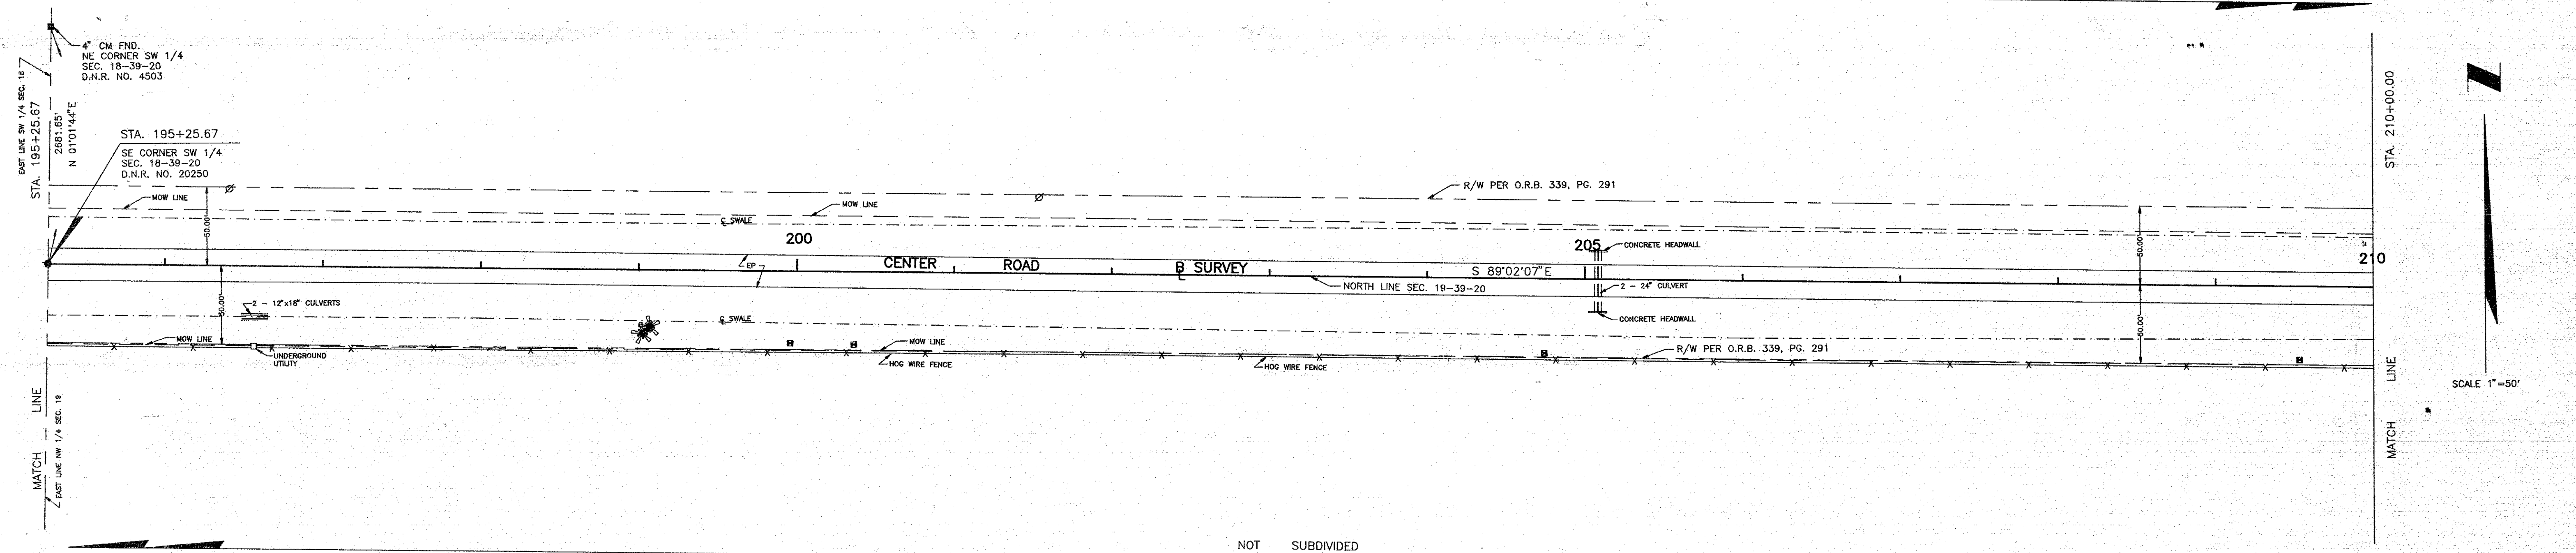 4" CM FND.
NE CORNER SW 1/4
SEC. 18-39-20
D.N.R. NO. 4503
EAST LINE SW 1/4 SEC. 18
STA. 195+25.67
2681.65'
N 01°01'44"E
STA. 195+25.67
SE CORNER SW 1/4
SEC. 18-39-20
D.N.R. NO. 20250
MOW LINE
50.00'
℄ SWALE
MOW LINE
R/W PER O.R.B. 339, PG. 291
50.00'
STA. 210+00.00
N
200
205
CONCRETE HEADWALL
210
EP
CENTER ROAD ℄ SURVEY
S 89°02'07"E
NORTH LINE SEC. 19-39-20
2 - 24" CULVERT
CONCRETE HEADWALL
2 - 12"x18" CULVERTS
50.00'
℄ SWALE
50.00'
MOW LINE
UNDERGROUND
UTILITY
MOW LINE
HOG WIRE FENCE
HOG WIRE FENCE
R/W PER O.R.B. 339, PG. 291
SCALE 1"=50'
MATCH LINE
EAST LINE NW 1/4 SEC. 19
MATCH LINE
NOT SUBDIVIDED